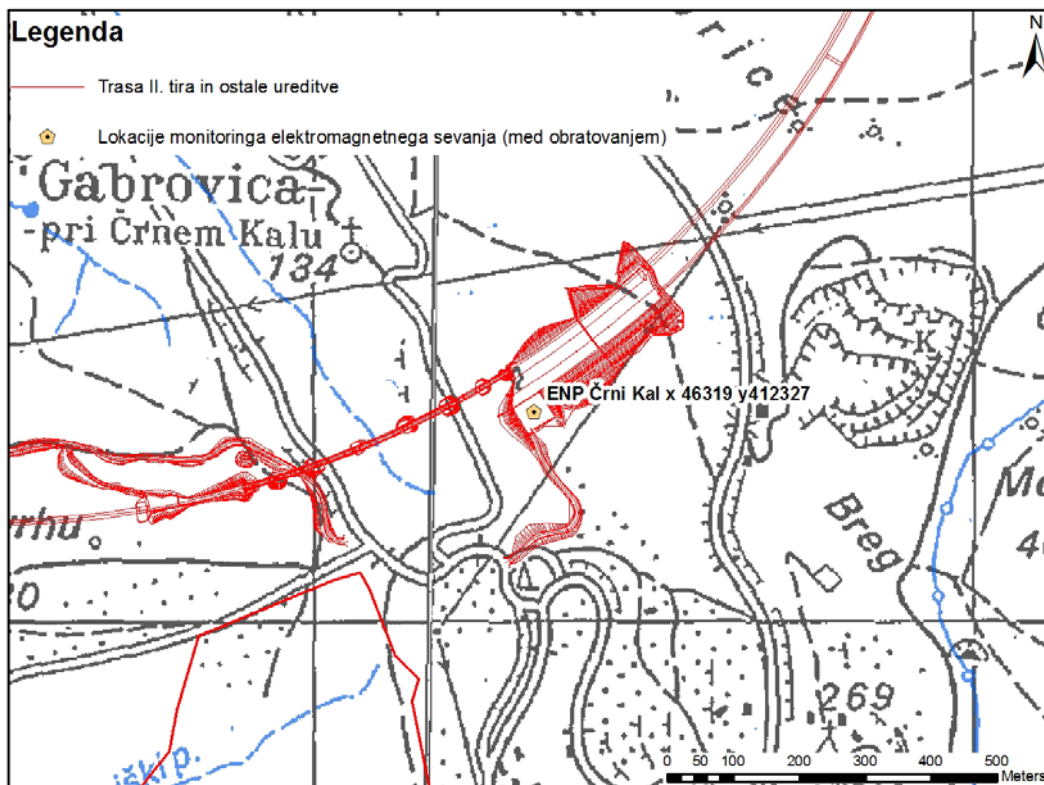 Legenda
N
Trasa II. tira in ostale ureditve
Lokacije monitoringa elektromagnetnega sevanja (med obratovanjem)
Gabrovica
-pri Črnem Kalu
134
K
ENP Črni Kal x 46319 y412327
Breg
269
0 100 200 300 400 500
Meters